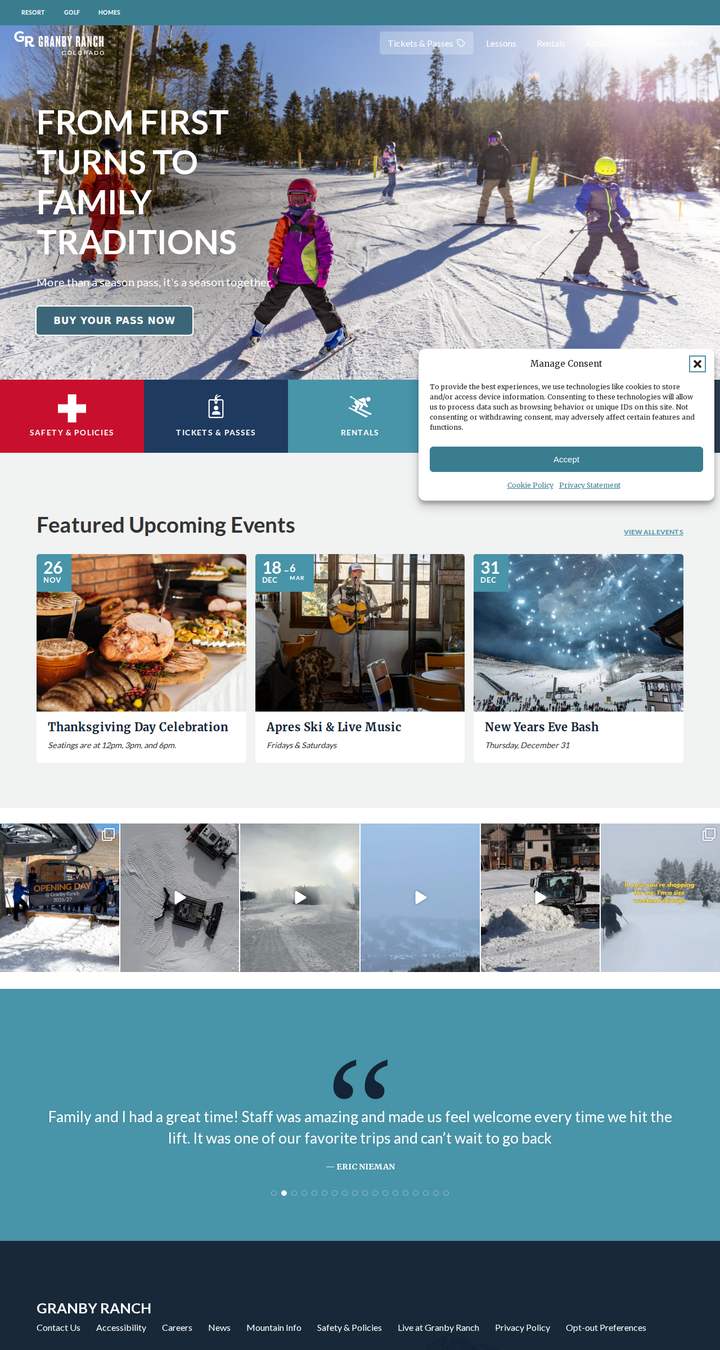 RESORT GOLF HOMES
GR GRANBY RANCH
COLORADO
Tickets & Passes Lessons Rentals
FROM FIRST
TURNS TO
FAMILY
TRADITIONS
More than a season pass, it's a season together.
BUY YOUR PASS NOW
SAFETY & POLICIES
TICKETS & PASSES
RENTALS
Manage Consent
To provide the best experiences, we use technologies like cookies to store
and/or access device information. Consenting to these technologies will allow
us to process data such as browsing behavior or unique IDs on this site. Not
consenting or withdrawing consent, may adversely affect certain features and
functions.
Accept
Cookie Policy Privacy Statement
Featured Upcoming Events
VIEW ALL EVENTS
26
NOV
18 - 6
DEC MAR
31
DEC
Thanksgiving Day Celebration
Seatings are at 12pm, 3pm, and 6pm.
Apres Ski & Live Music
Fridays & Saturdays
New Years Eve Bash
Thursday, December 31
OPENING DAY
@ Granby Ranch
“
Family and I had a great time! Staff was amazing and made us feel welcome every time we hit the
lift. It was one of our favorite trips and can’t wait to go back
— ERIC NIEMAN
GRANBY RANCH
Contact Us Accessibility Careers News Mountain Info Safety & Policies Live at Granby Ranch Privacy Policy Opt-out Preferences